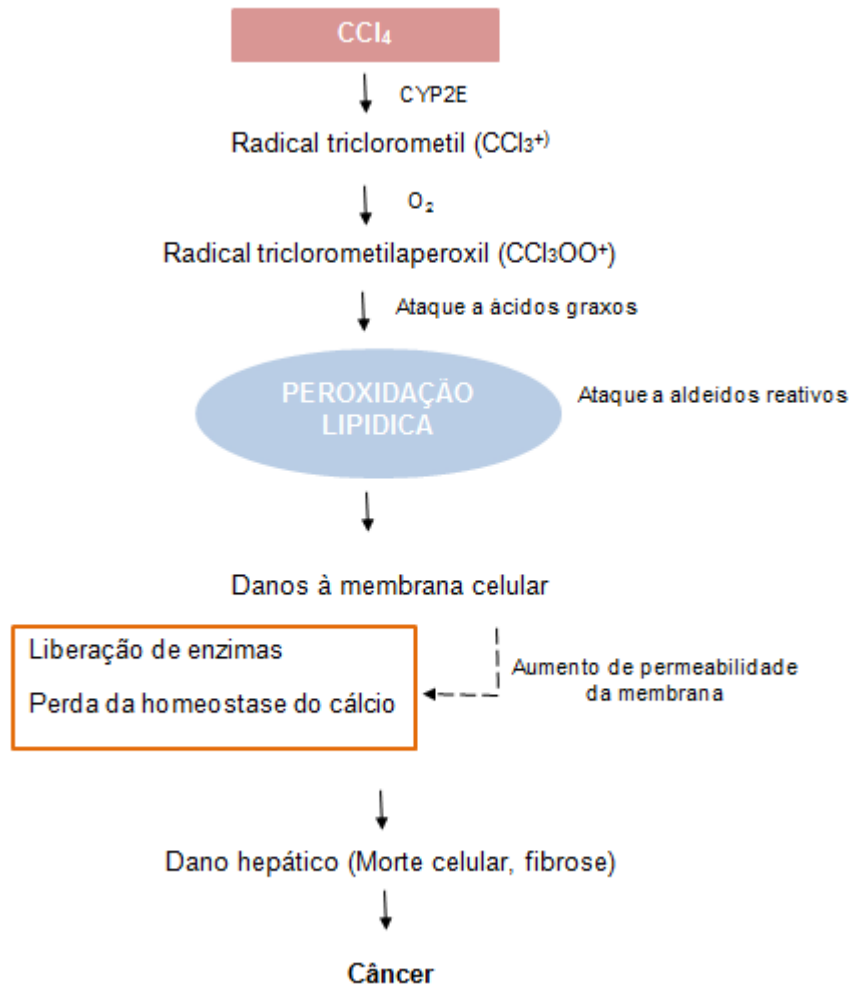 CCl₄
CYP2E
Radical triclorometil (CCl₃⁺⁾
O₂
Radical triclorometilaperoxil (CCl₃OO⁺)
Ataque a ácidos graxos
PEROXIDAÇÃO
LIPIDICA
Ataque a aldeídos reativos
Danos à membrana celular
Liberação de enzimas
Perda da homeostase do cálcio
Aumento de permeabilidade
da membrana
Dano hepático (Morte celular, fibrose)
Câncer